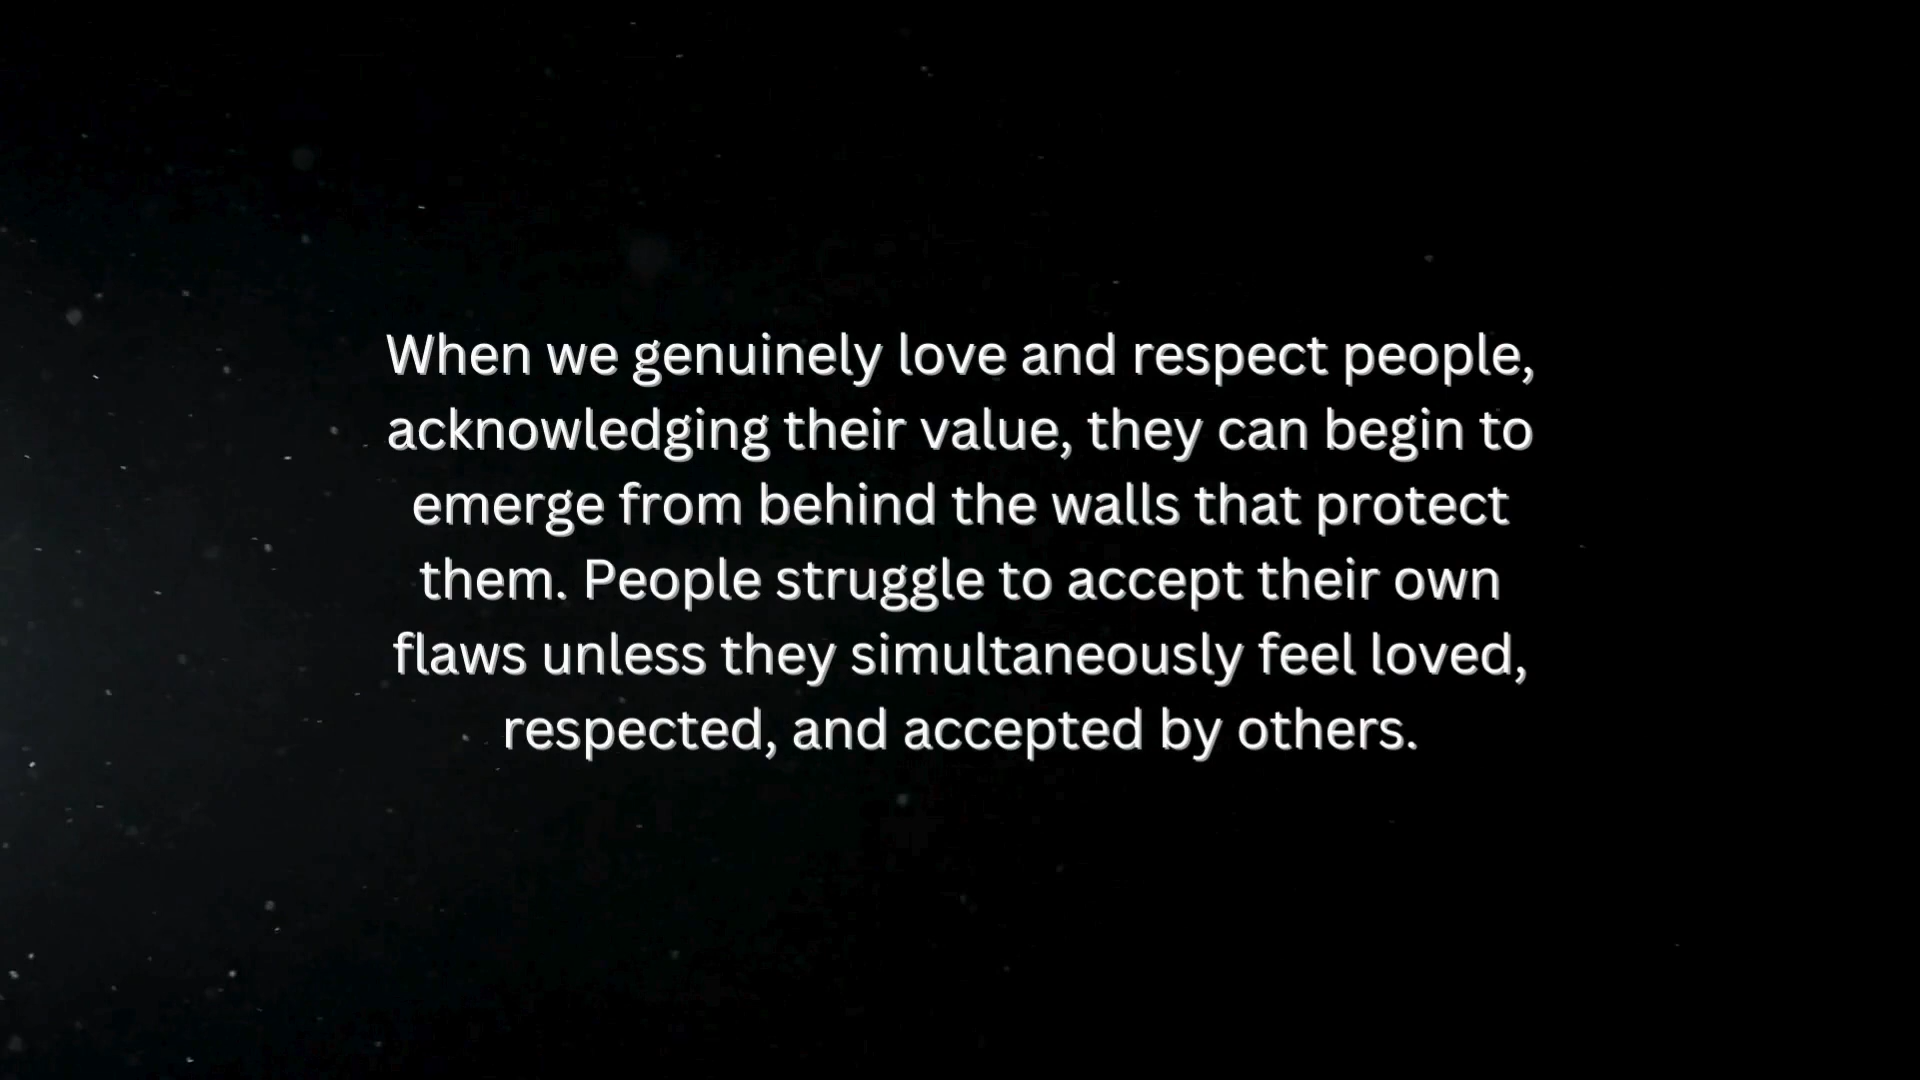 When we genuinely love and respect people,
acknowledging their value, they can begin to
emerge from behind the walls that protect
them. People struggle to accept their own
flaws unless they simultaneously feel loved,
respected, and accepted by others.